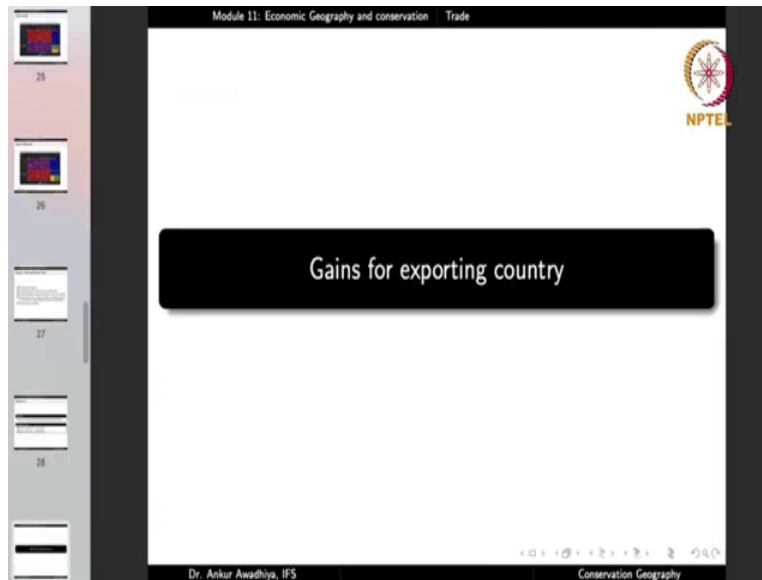 Module 11: Economic Geography and conservation Trade
NPTEL
Gains for exporting country
25
26
27
28
Dr. Ankur Awadhiya, IFS Conservation Geography